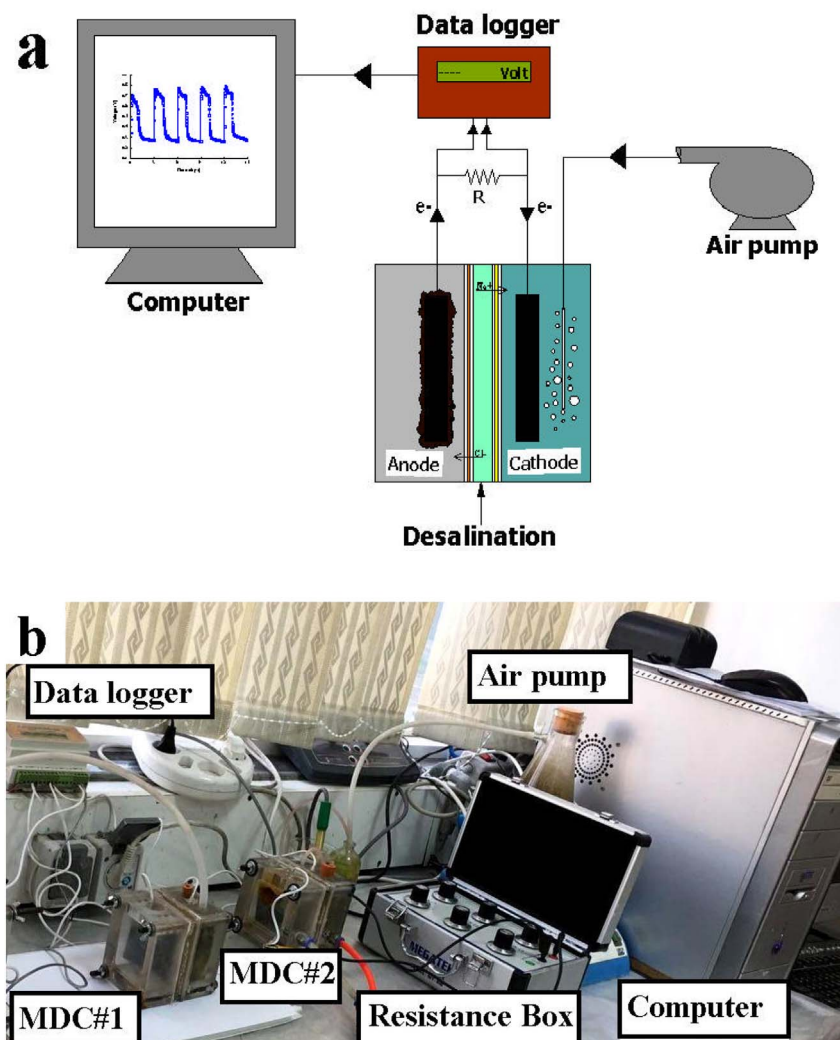 a
Data logger
---- Volt
R
e-
e-
Air pump
Computer
Anode
Cathode
Desalination
b
Data logger
Air pump
MDC#2
MEGATEK
MDC#1
Resistance Box
Computer